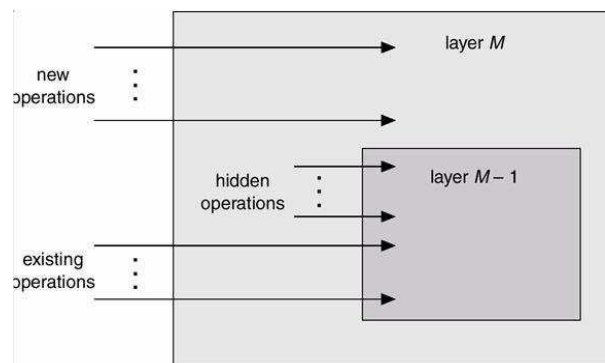 layer M
new
operations
layer M – 1
hidden
operations
existing
operations